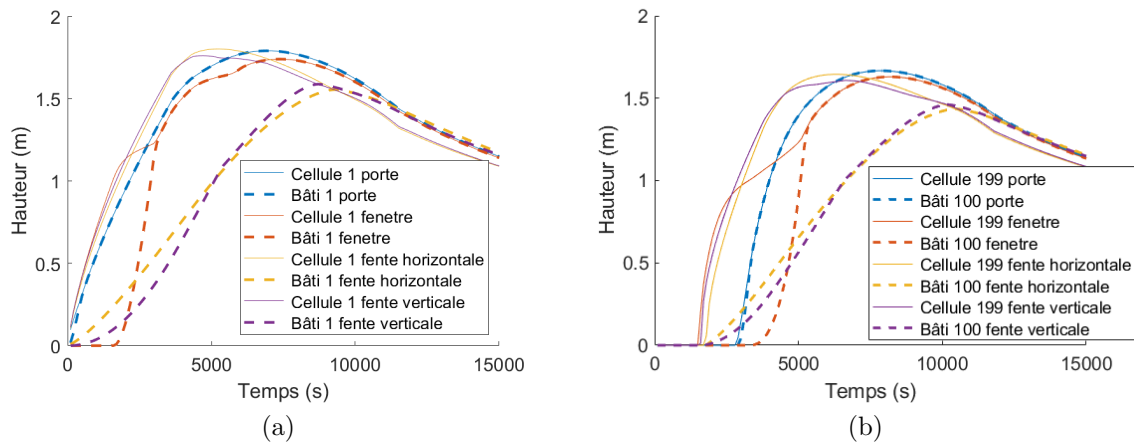 2
1.5
1
0.5
0
Hauteur (m)
Cellule 1 porte
Bâti 1 porte
Cellule 1 fenetre
Bâti 1 fenetre
Cellule 1 fente horizontale
Bâti 1 fente horizontale
Cellule 1 fente verticale
Bâti 1 fente verticale
0 5000 10000 15000
Temps (s)
(a)
2
1.5
1
0.5
0
Hauteur (m)
Cellule 199 porte
Bâti 100 porte
Cellule 199 fenetre
Bâti 100 fenetre
Cellule 199 fente horizontale
Bâti 100 fente horizontale
Cellule 199 fente verticale
Bâti 100 fente verticale
0 5000 10000 15000
Temps (s)
(b)